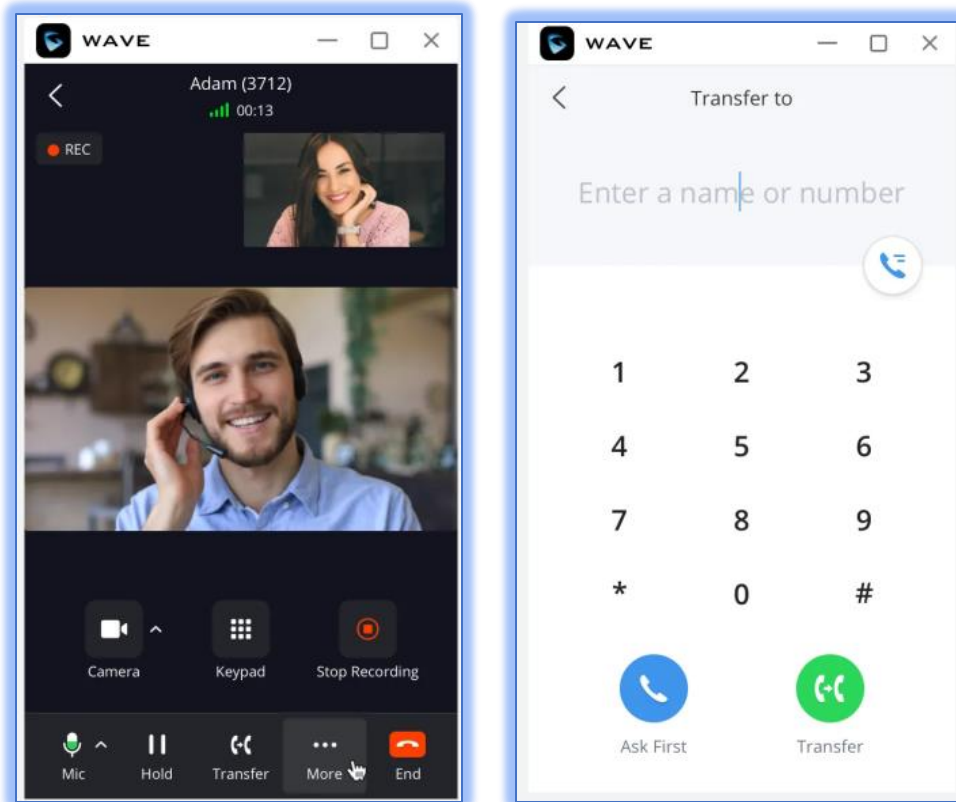 WAVE
Adam (3712)
00:13
REC
Camera
Keypad
Stop Recording
Mic
Hold
Transfer
More
End
WAVE
Transfer to
Enter a name or number
1 2 3
4 5 6
7 8 9
* 0 #
Ask First
Transfer